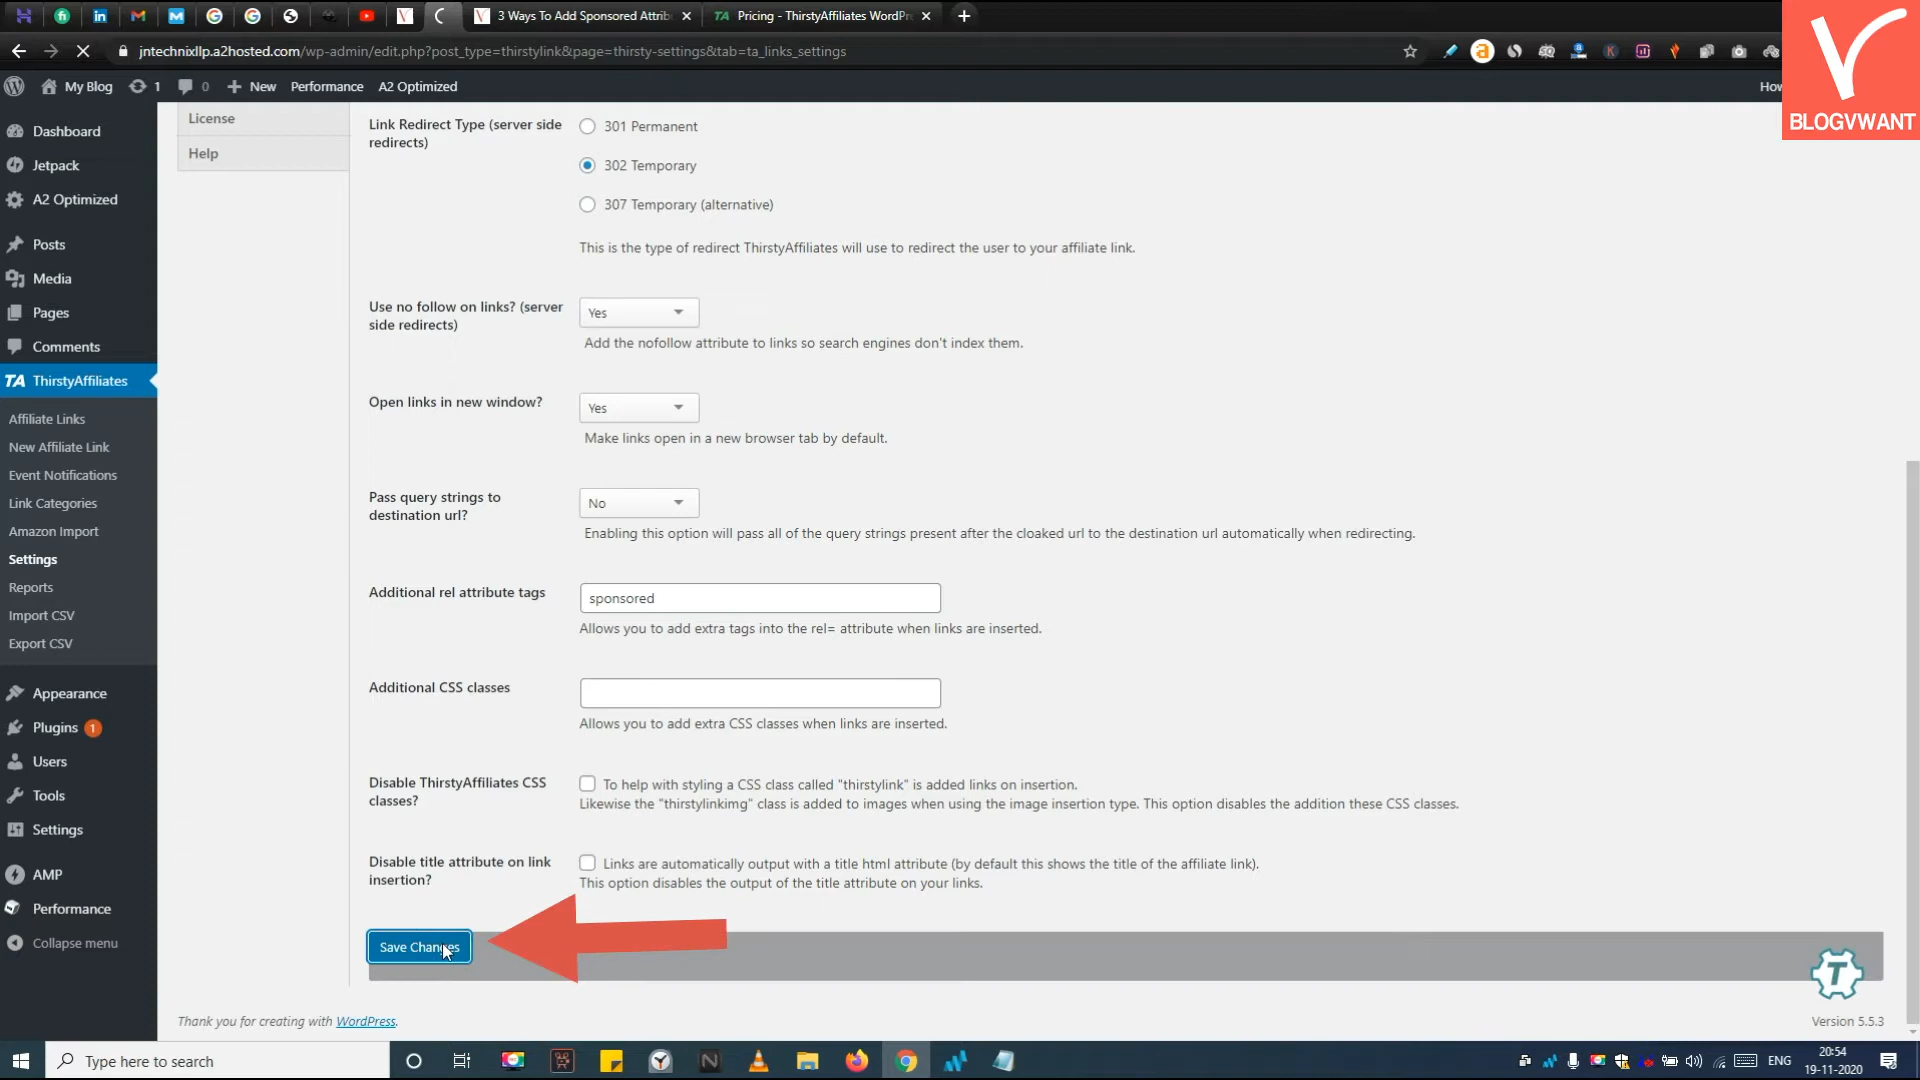 3 Ways To Add Sponsored Attrib
TA Pricing - ThirstyAffiliates WordPr
jntechnixllp.a2hosted.com/wp-admin/edit.php?post_type=thirstylink&page=thirsty-settings&tab=ta_links_settings
BLOGVWANT
My Blog 1 0 New Performance A2 Optimized
How
Dashboard
Jetpack
A2 Optimized
Posts
Media
Pages
Comments
TA ThirstyAffiliates
Affiliate Links
New Affiliate Link
Event Notifications
Link Categories
Amazon Import
Settings
Reports
Import CSV
Export CSV
Appearance
Plugins 1
Users
Tools
Settings
AMP
Performance
Collapse menu
License
Help
Link Redirect Type (server side
redirects)
301 Permanent
302 Temporary
307 Temporary (alternative)
This is the type of redirect ThirstyAffiliates will use to redirect the user to your affiliate link.
Use no follow on links? (server
side redirects)
Yes
Add the nofollow attribute to links so search engines don't index them.
Open links in new window?
Yes
Make links open in a new browser tab by default.
Pass query strings to
destination url?
No
Enabling this option will pass all of the query strings present after the cloaked url to the destination url automatically when redirecting.
Additional rel attribute tags
sponsored
Allows you to add extra tags into the rel= attribute when links are inserted.
Additional CSS classes
Allows you to add extra CSS classes when links are inserted.
Disable ThirstyAffiliates CSS
classes?
To help with styling a CSS class called "thirstylink" is added links on insertion.
Likewise the "thirstylinkimg" class is added to images when using the image insertion type. This option disables the addition these CSS classes.
Disable title attribute on link
insertion?
Links are automatically output with a title html attribute (by default this shows the title of the affiliate link).
This option disables the output of the title attribute on your links.
Save Changes
Thank you for creating with WordPress.
Version 5.5.3
Type here to search
ENG
20:54
19-11-2020